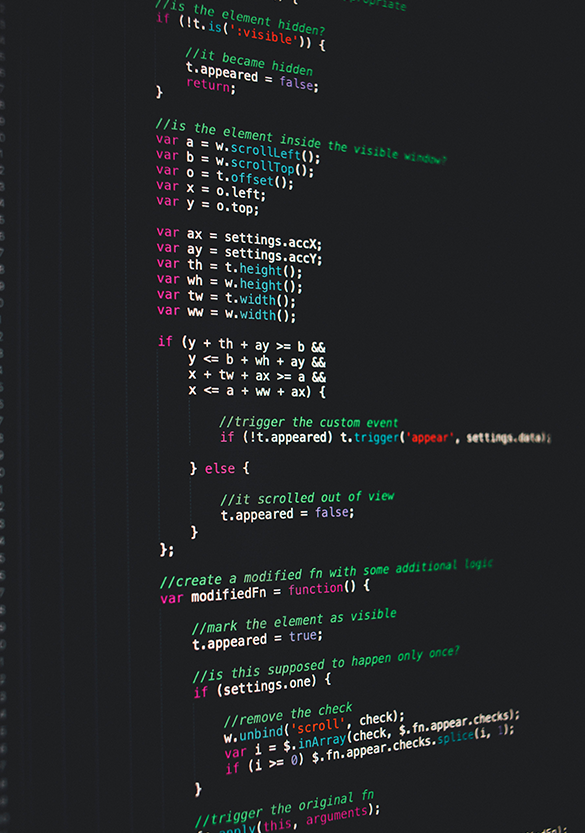 //is the element hidden?
if (!t.is(':visible')) {
//it became hidden
t.appeared = false;
return;
}
//is the element inside the visible window?
var a = w.scrollLeft();
var b = w.scrollTop();
var o = t.offset();
var x = o.left;
var y = o.top;
var ax = settings.accX;
var ay = settings.accY;
var th = t.height();
var wh = w.height();
var tw = t.width();
var ww = w.width();
if (y + th + ay >= b &&
y <= b + wh + ay &&
x + tw + ax >= a &&
x <= a + ww + ax) {
//trigger the custom event
if (!t.appeared) t.trigger('appear', settings.data);
} else {
//it scrolled out of view
t.appeared = false;
}
};
//create a modified fn with some additional logic
var modifiedFn = function() {
//mark the element as visible
t.appeared = true;
//is this supposed to happen only once?
if (settings.one) {
//remove the check
w.unbind('scroll', check);
var i = $.inArray(check, $.fn.appear.checks);
if (i >= 0) $.fn.appear.checks.splice(i, 1);
}
//trigger the original fn
apply(this, arguments);